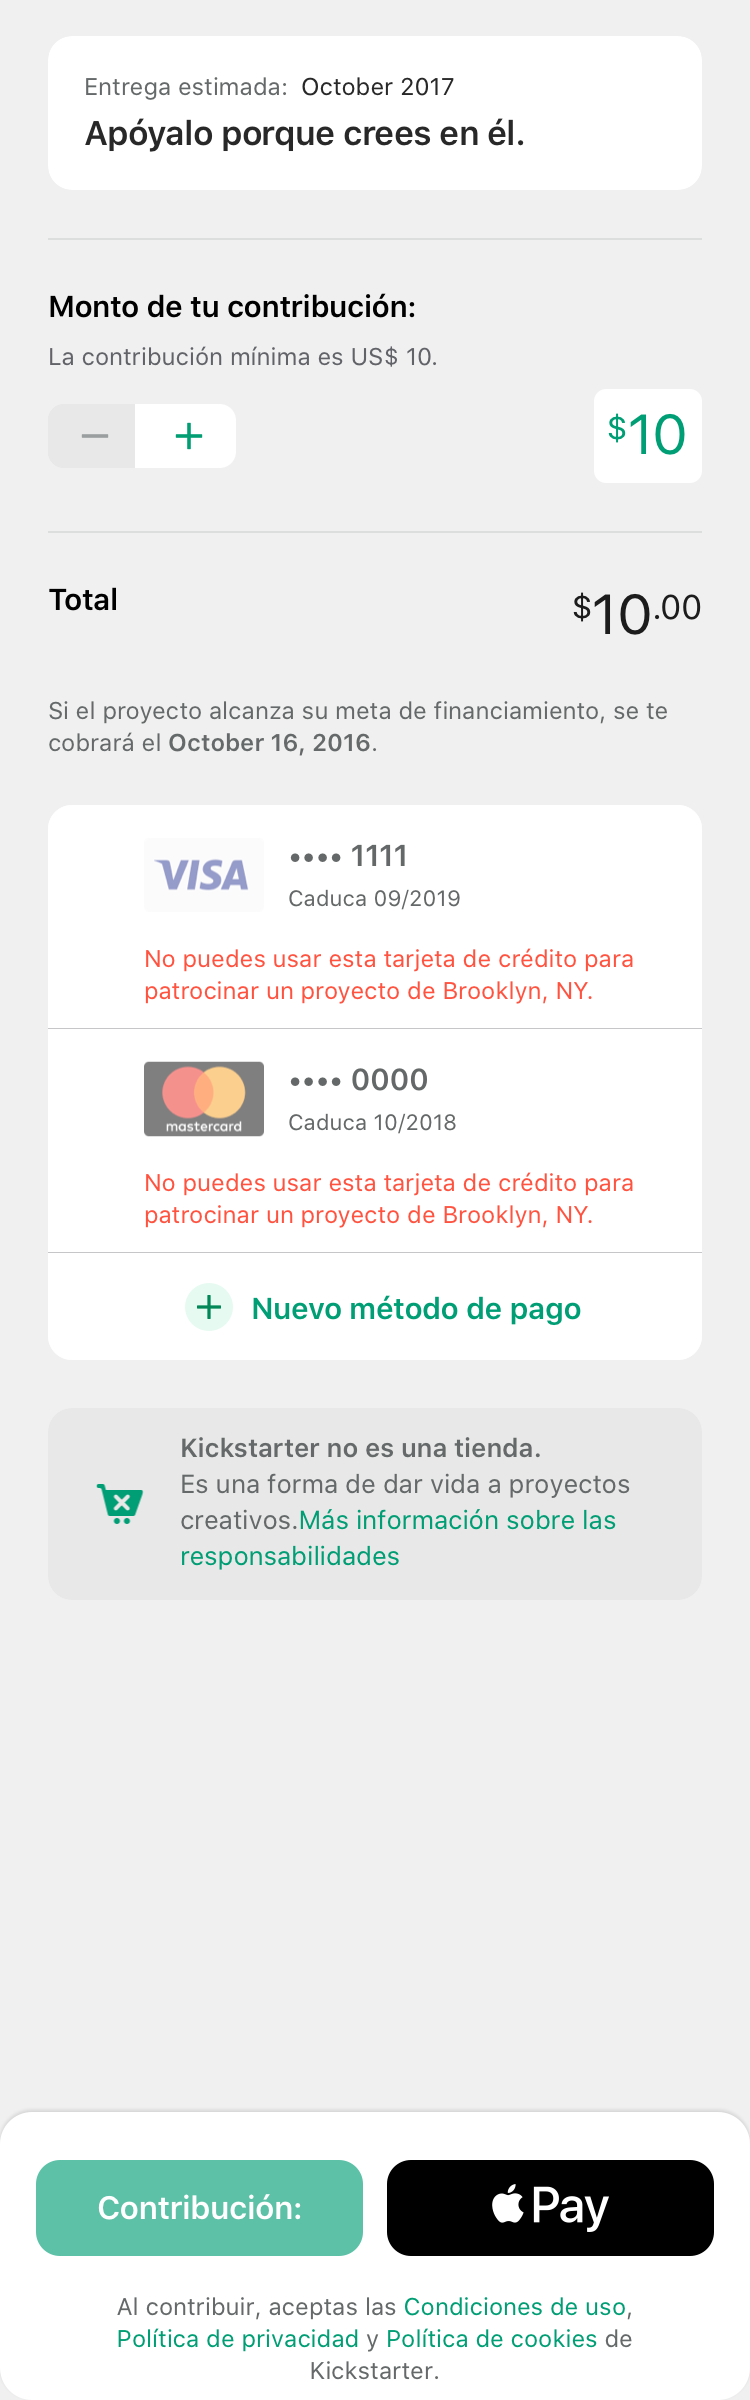 Entrega estimada: October 2017
Apóyalo porque crees en él.
Monto de tu contribución:
La contribución mínima es US$ 10.
$10
Total
$10.00
Si el proyecto alcanza su meta de financiamiento, se te
cobrará el October 16, 2016.
VISA
•••• 1111
Caduca 09/2019
No puedes usar esta tarjeta de crédito para
patrocinar un proyecto de Brooklyn, NY.
mastercard
•••• 0000
Caduca 10/2018
No puedes usar esta tarjeta de crédito para
patrocinar un proyecto de Brooklyn, NY.
Nuevo método de pago
Kickstarter no es una tienda.
Es una forma de dar vida a proyectos
creativos.Más información sobre las
responsabilidades
Contribución:
Pay
Al contribuir, aceptas las Condiciones de uso,
Política de privacidad y Política de cookies de
Kickstarter.